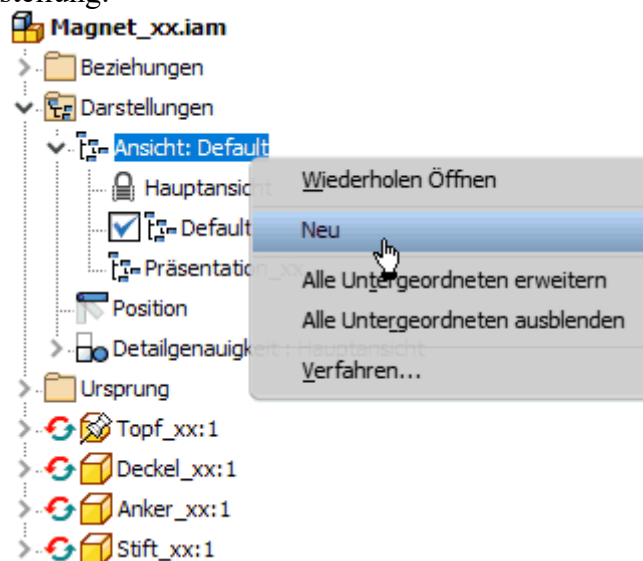 stellung.
Magnet_xx.iam
Beziehungen
Darstellungen
Ansicht: Default
Hauptansicht
Default
Präsentation_xx
Position
Detailgenauigkeit : Hauptansicht
Ursprung
Topf_xx:1
Deckel_xx:1
Anker_xx:1
Stift_xx:1
Wiederholen Öffnen
Neu
Alle Untergeordneten erweitern
Alle Untergeordneten ausblenden
Verfahren...